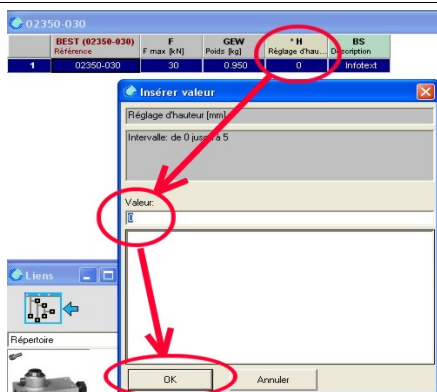 02350-030
BEST (02350-030) F GEW * H BS
Référence F max [kN] Poids [kg] Réglage d'hau... Description
1 02350-030 30 0.950 0 Infotext
Insérer valeur
Réglage d'hauteur [mm]
Intervalle: de 0 jusqu'à 5
Valeur:
0
Liens
Répertoire
OK Annuler